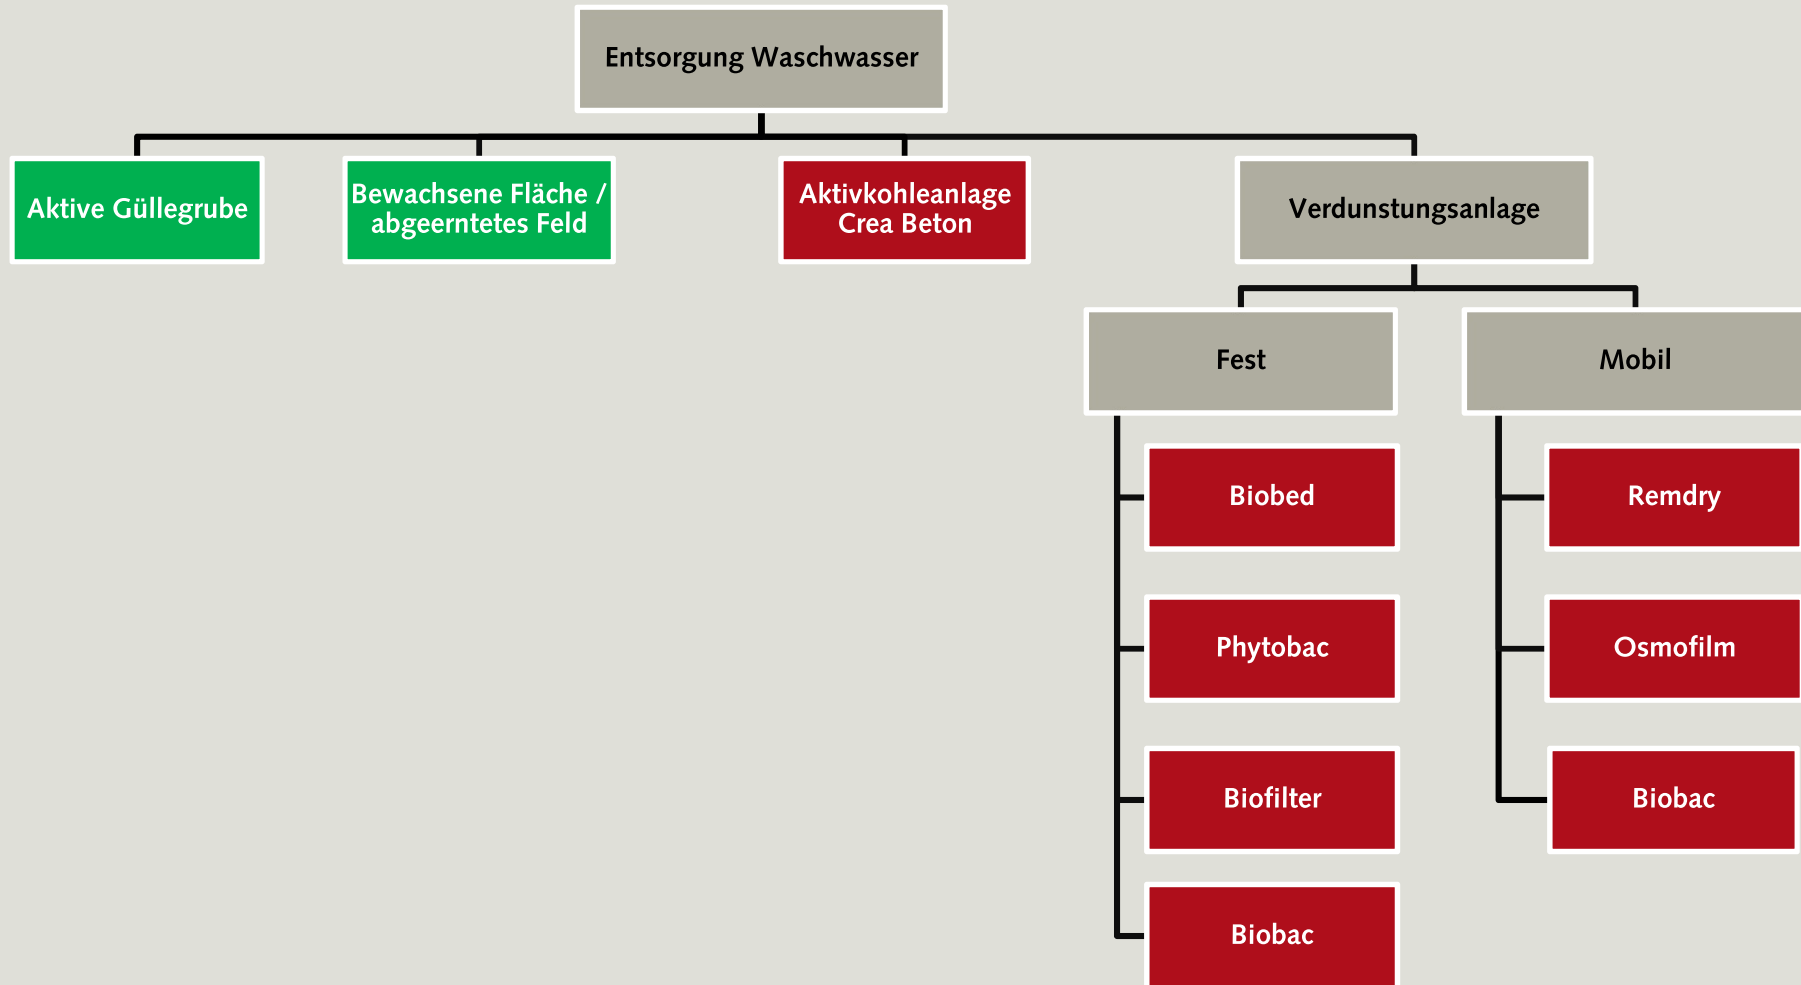 Entsorgung Waschwasser
Aktive Güllegrube
Bewachsene Fläche /
abgeerntetes Feld
Aktivkohleanlage
Crea Beton
Verdunstungsanlage
Fest
Mobil
Biobed
Remdry
Phytobac
Osmofilm
Biofilter
Biobac
Biobac